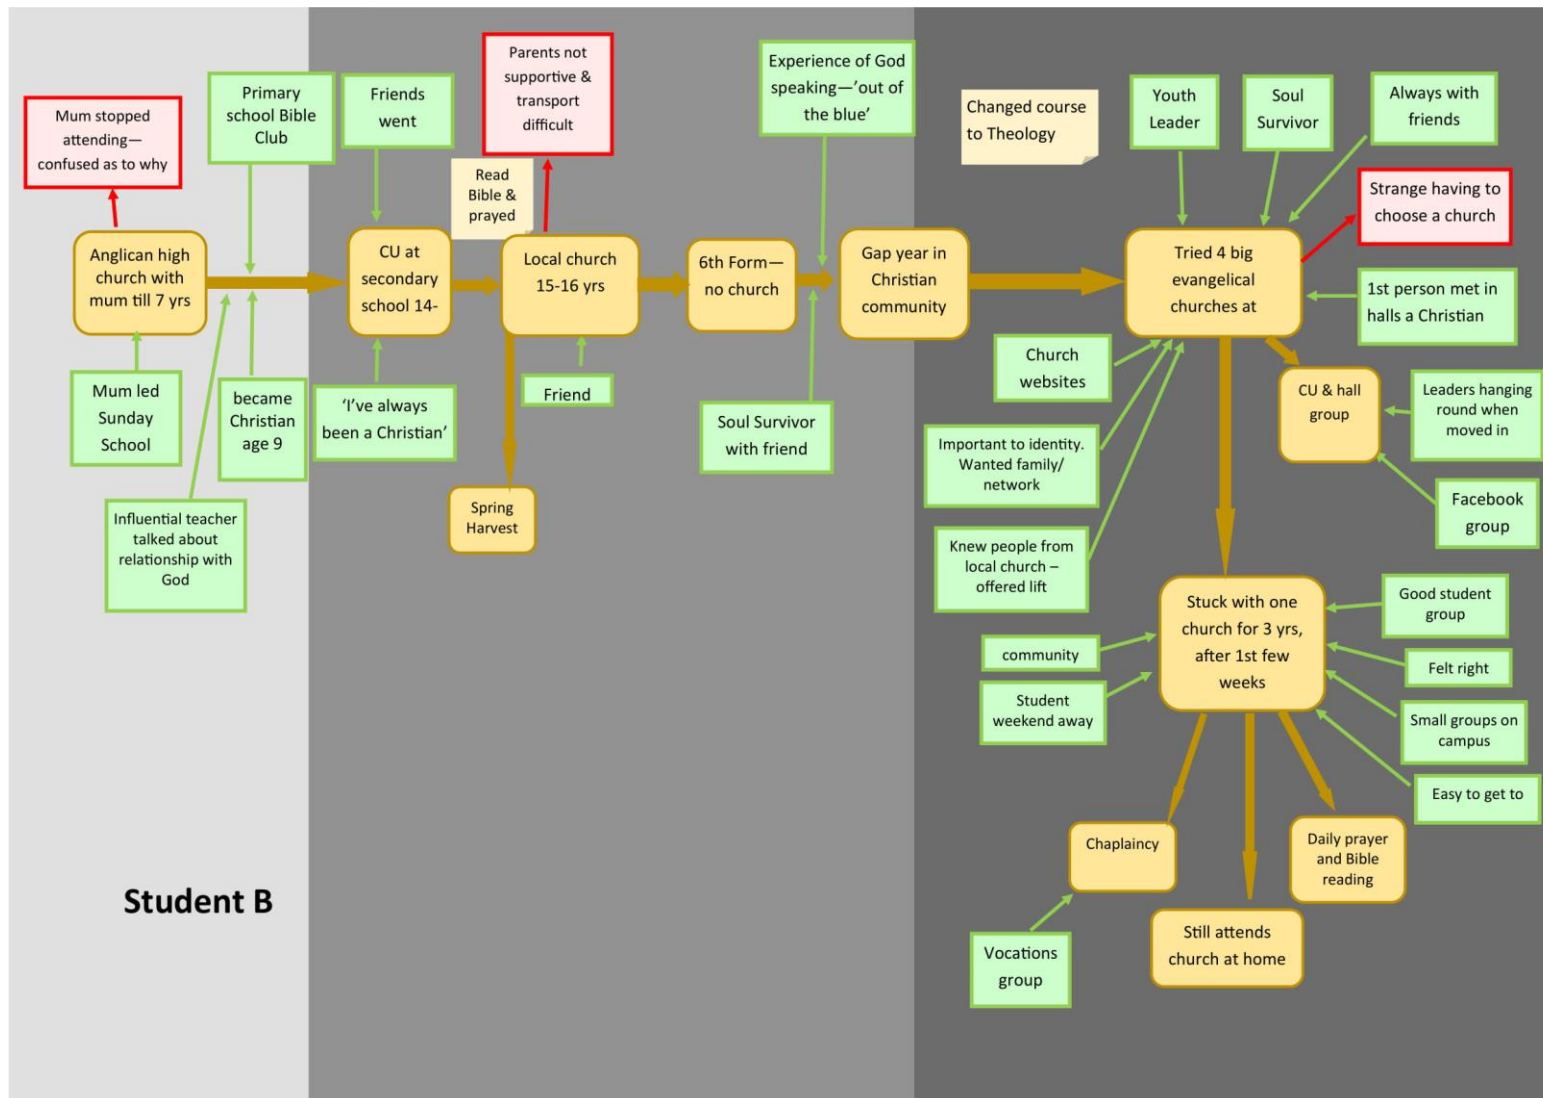 Mum stopped
attending—
confused as to why
Primary
school Bible
Club
Anglican high
church with
mum till 7 yrs
Mum led
Sunday
School
became
Christian
age 9
Influential teacher
talked about
relationship with
God
Student B
Friends
went
CU at
secondary
school 14-
‘I’ve always
been a Christian’
Read
Bible &
prayed
Parents not
supportive &
transport
difficult
Local church
15-16 yrs
Friend
Spring
Harvest
6th Form—
no church
Experience of God
speaking—’out of
the blue’
Soul Survivor
with friend
Gap year in
Christian
community
Changed course
to Theology
Youth
Leader
Soul
Survivor
Always with
friends
Strange having to
choose a church
Tried 4 big
evangelical
churches at
1st person met in
halls a Christian
Church
websites
Important to identity.
Wanted family/
network
Knew people from
local church –
offered lift
CU & hall
group
Leaders hanging
round when
moved in
Facebook
group
Stuck with one
church for 3 yrs,
after 1st few
weeks
community
Student
weekend away
Good student
group
Felt right
Small groups on
campus
Easy to get to
Chaplaincy
Vocations
group
Still attends
church at home
Daily prayer
and Bible
reading